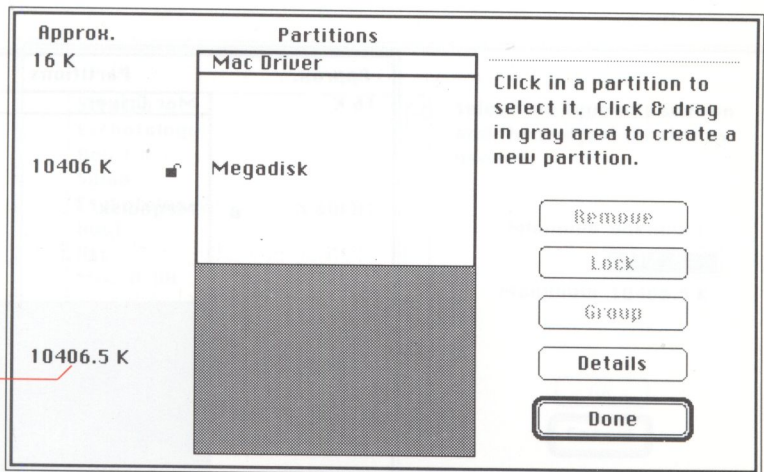 Approx.
Partitions
16 K
Mac Driver
Click in a partition to
select it. Click & drag
in gray area to create a
new partition.
10406 K
Megadisk
Remove
Lock
Group
10406.5 K
Details
Done